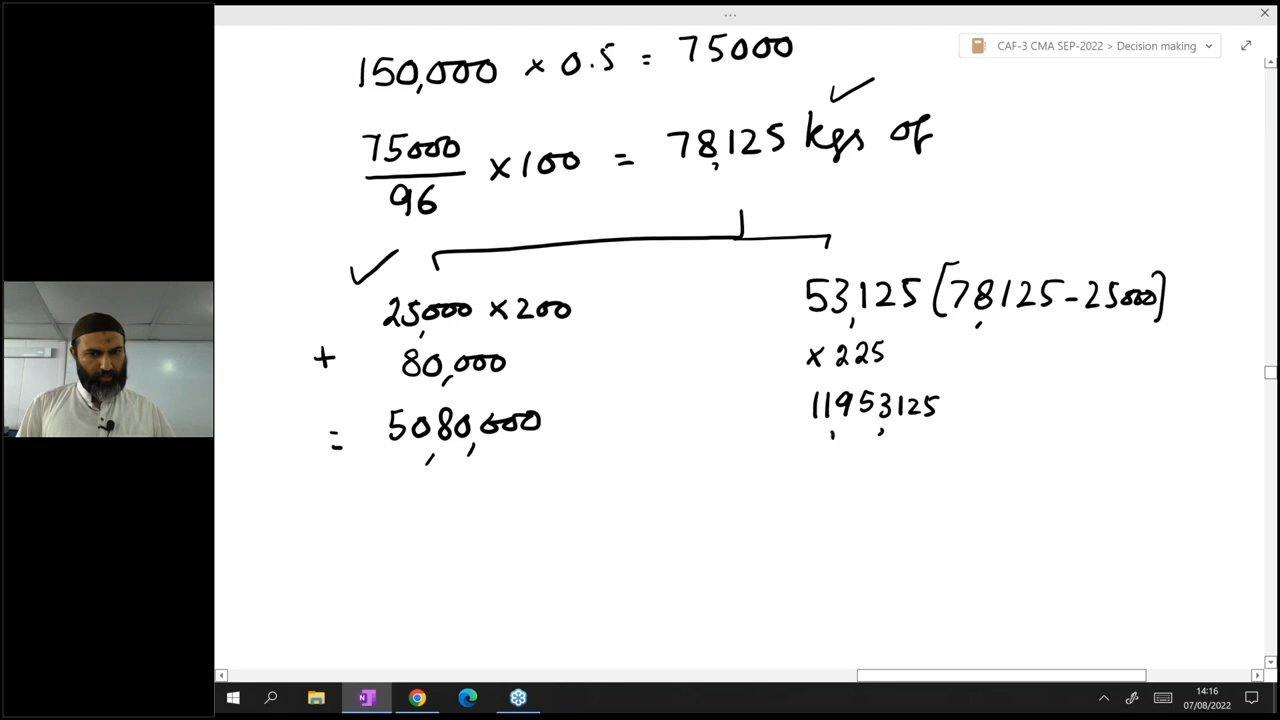 CAF-3 CMA SEP-2022 > Decision making
150,000 × 0.5 = 75000
75000
96
× 100 = 78,125 kgs of
25,000 × 200
+ 80,000
= 5080,000
53,125 (78125 - 25000)
× 225
11953125
14:16
07/08/2022